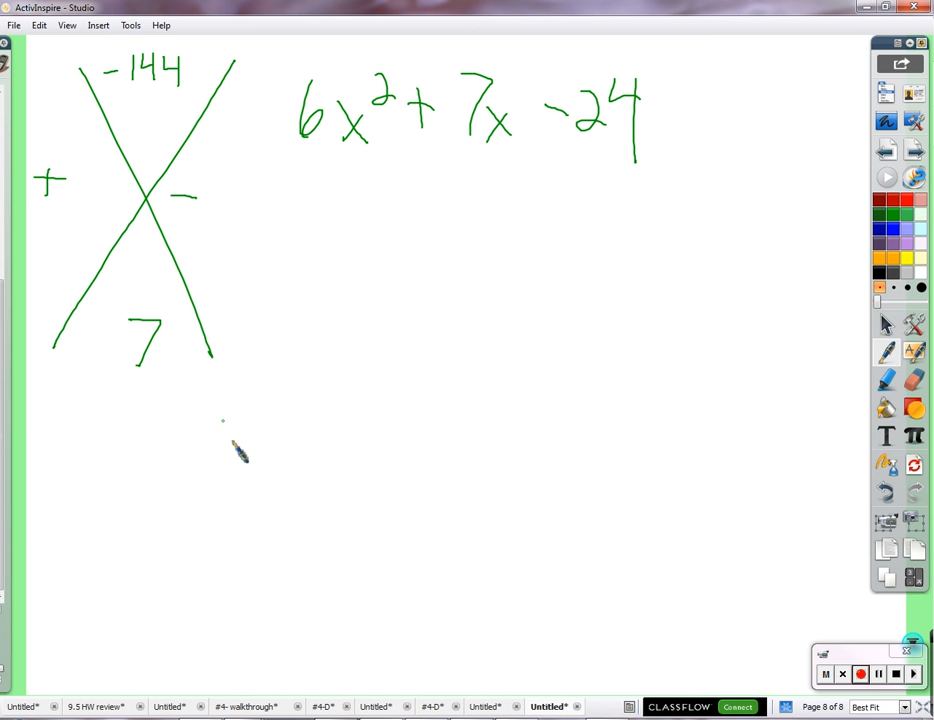 ActivInspire - Studio
File Edit View Insert Tools Help
-144
6x² + 7x - 24
+ -
7
T π
M
Untitled* 9.5 HW review* Untitled* #4- walkthrough* #4-D* Untitled* #4-D* Untitled* Untitled* CLASSFLOW Connect Page 8 of 8 Best Fit